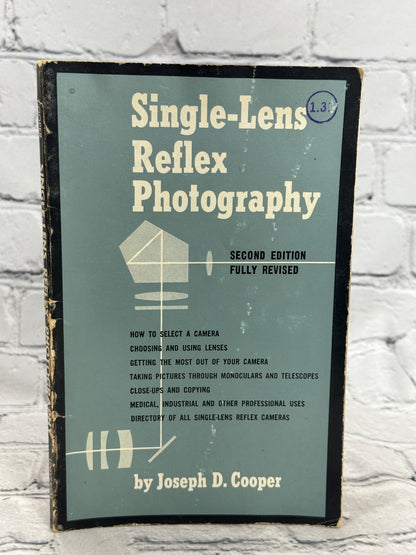 Single-Lens
Reflex
Photography
SECOND EDITION
FULLY REVISED
HOW TO SELECT A CAMERA
CHOOSING AND USING LENSES
GETTING THE MOST OUT OF YOUR CAMERA
TAKING PICTURES THROUGH MONOCULARS AND TELESCOPES
CLOSE-UPS AND COPYING
MEDICAL, INDUSTRIAL AND OTHER PROFESSIONAL USES
DIRECTORY OF ALL SINGLE-LENS REFLEX CAMERAS
by Joseph D. Cooper